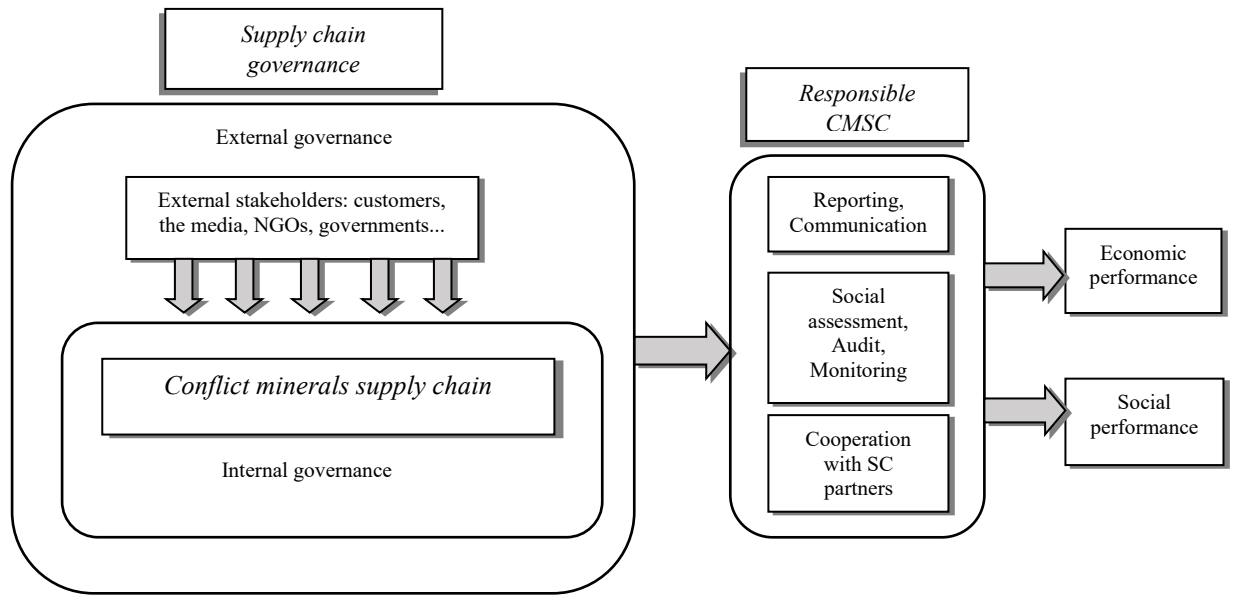 Supply chain
governance
External governance
External stakeholders: customers,
the media, NGOs, governments...
Conflict minerals supply chain
Internal governance
Responsible
CMSC
Reporting,
Communication
Social
assessment,
Audit,
Monitoring
Cooperation
with SC
partners
Economic
performance
Social
performance